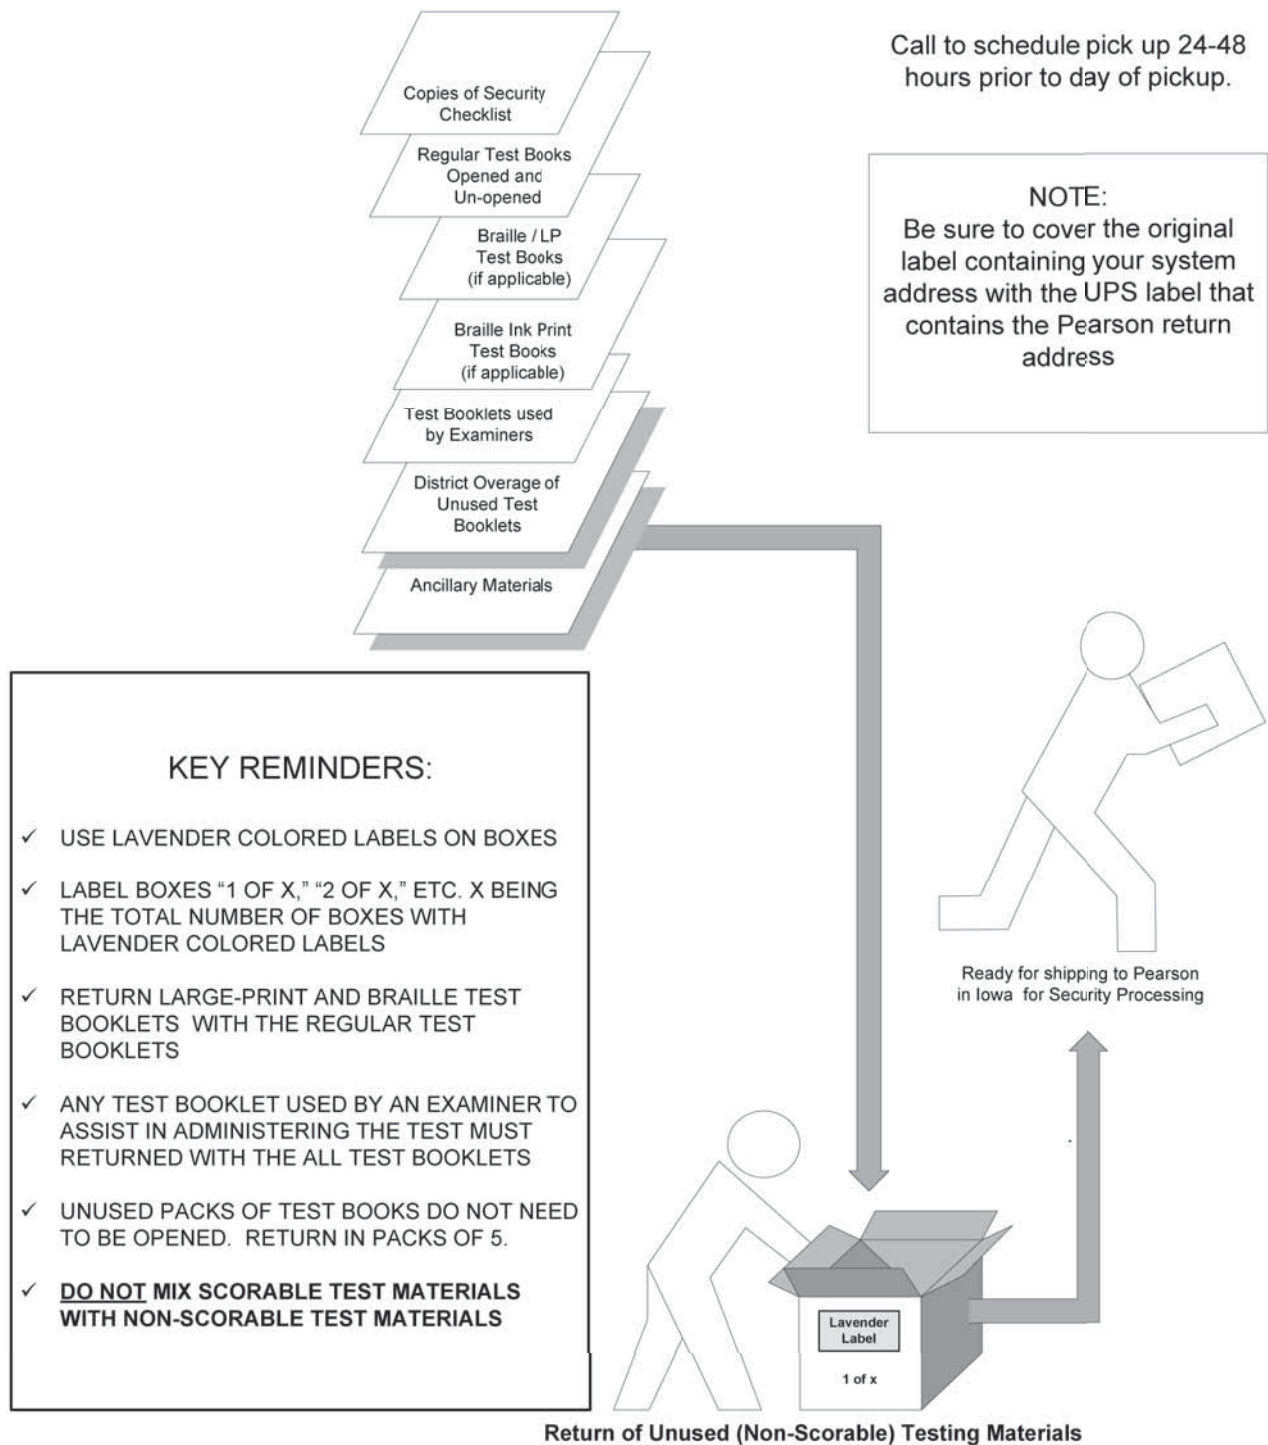 Copies of Security
Checklist
Regular Test Books
Opened and
Un-opened
Braille / LP
Test Books
(if applicable)
Braille Ink Print
Test Books
(if applicable)
Test Booklets used
by Examiners
District Overage of
Unused Test
Booklets
Ancillary Materials
Call to schedule pick up 24-48
hours prior to day of pickup.
NOTE:
Be sure to cover the original
label containing your system
address with the UPS label that
contains the Pearson return
address
KEY REMINDERS:
✓ USE LAVENDER COLORED LABELS ON BOXES
✓ LABEL BOXES “1 OF X,” “2 OF X,” ETC. X BEING
THE TOTAL NUMBER OF BOXES WITH
LAVENDER COLORED LABELS
✓ RETURN LARGE-PRINT AND BRAILLE TEST
BOOKLETS WITH THE REGULAR TEST
BOOKLETS
✓ ANY TEST BOOKLET USED BY AN EXAMINER TO
ASSIST IN ADMINISTERING THE TEST MUST
RETURNED WITH THE ALL TEST BOOKLETS
✓ UNUSED PACKS OF TEST BOOKS DO NOT NEED
TO BE OPENED. RETURN IN PACKS OF 5.
✓ DO NOT MIX SCORABLE TEST MATERIALS
WITH NON-SCORABLE TEST MATERIALS
Ready for shipping to Pearson
in Iowa for Security Processing
Lavender
Label
1 of x
Return of Unused (Non-Scorable) Testing Materials